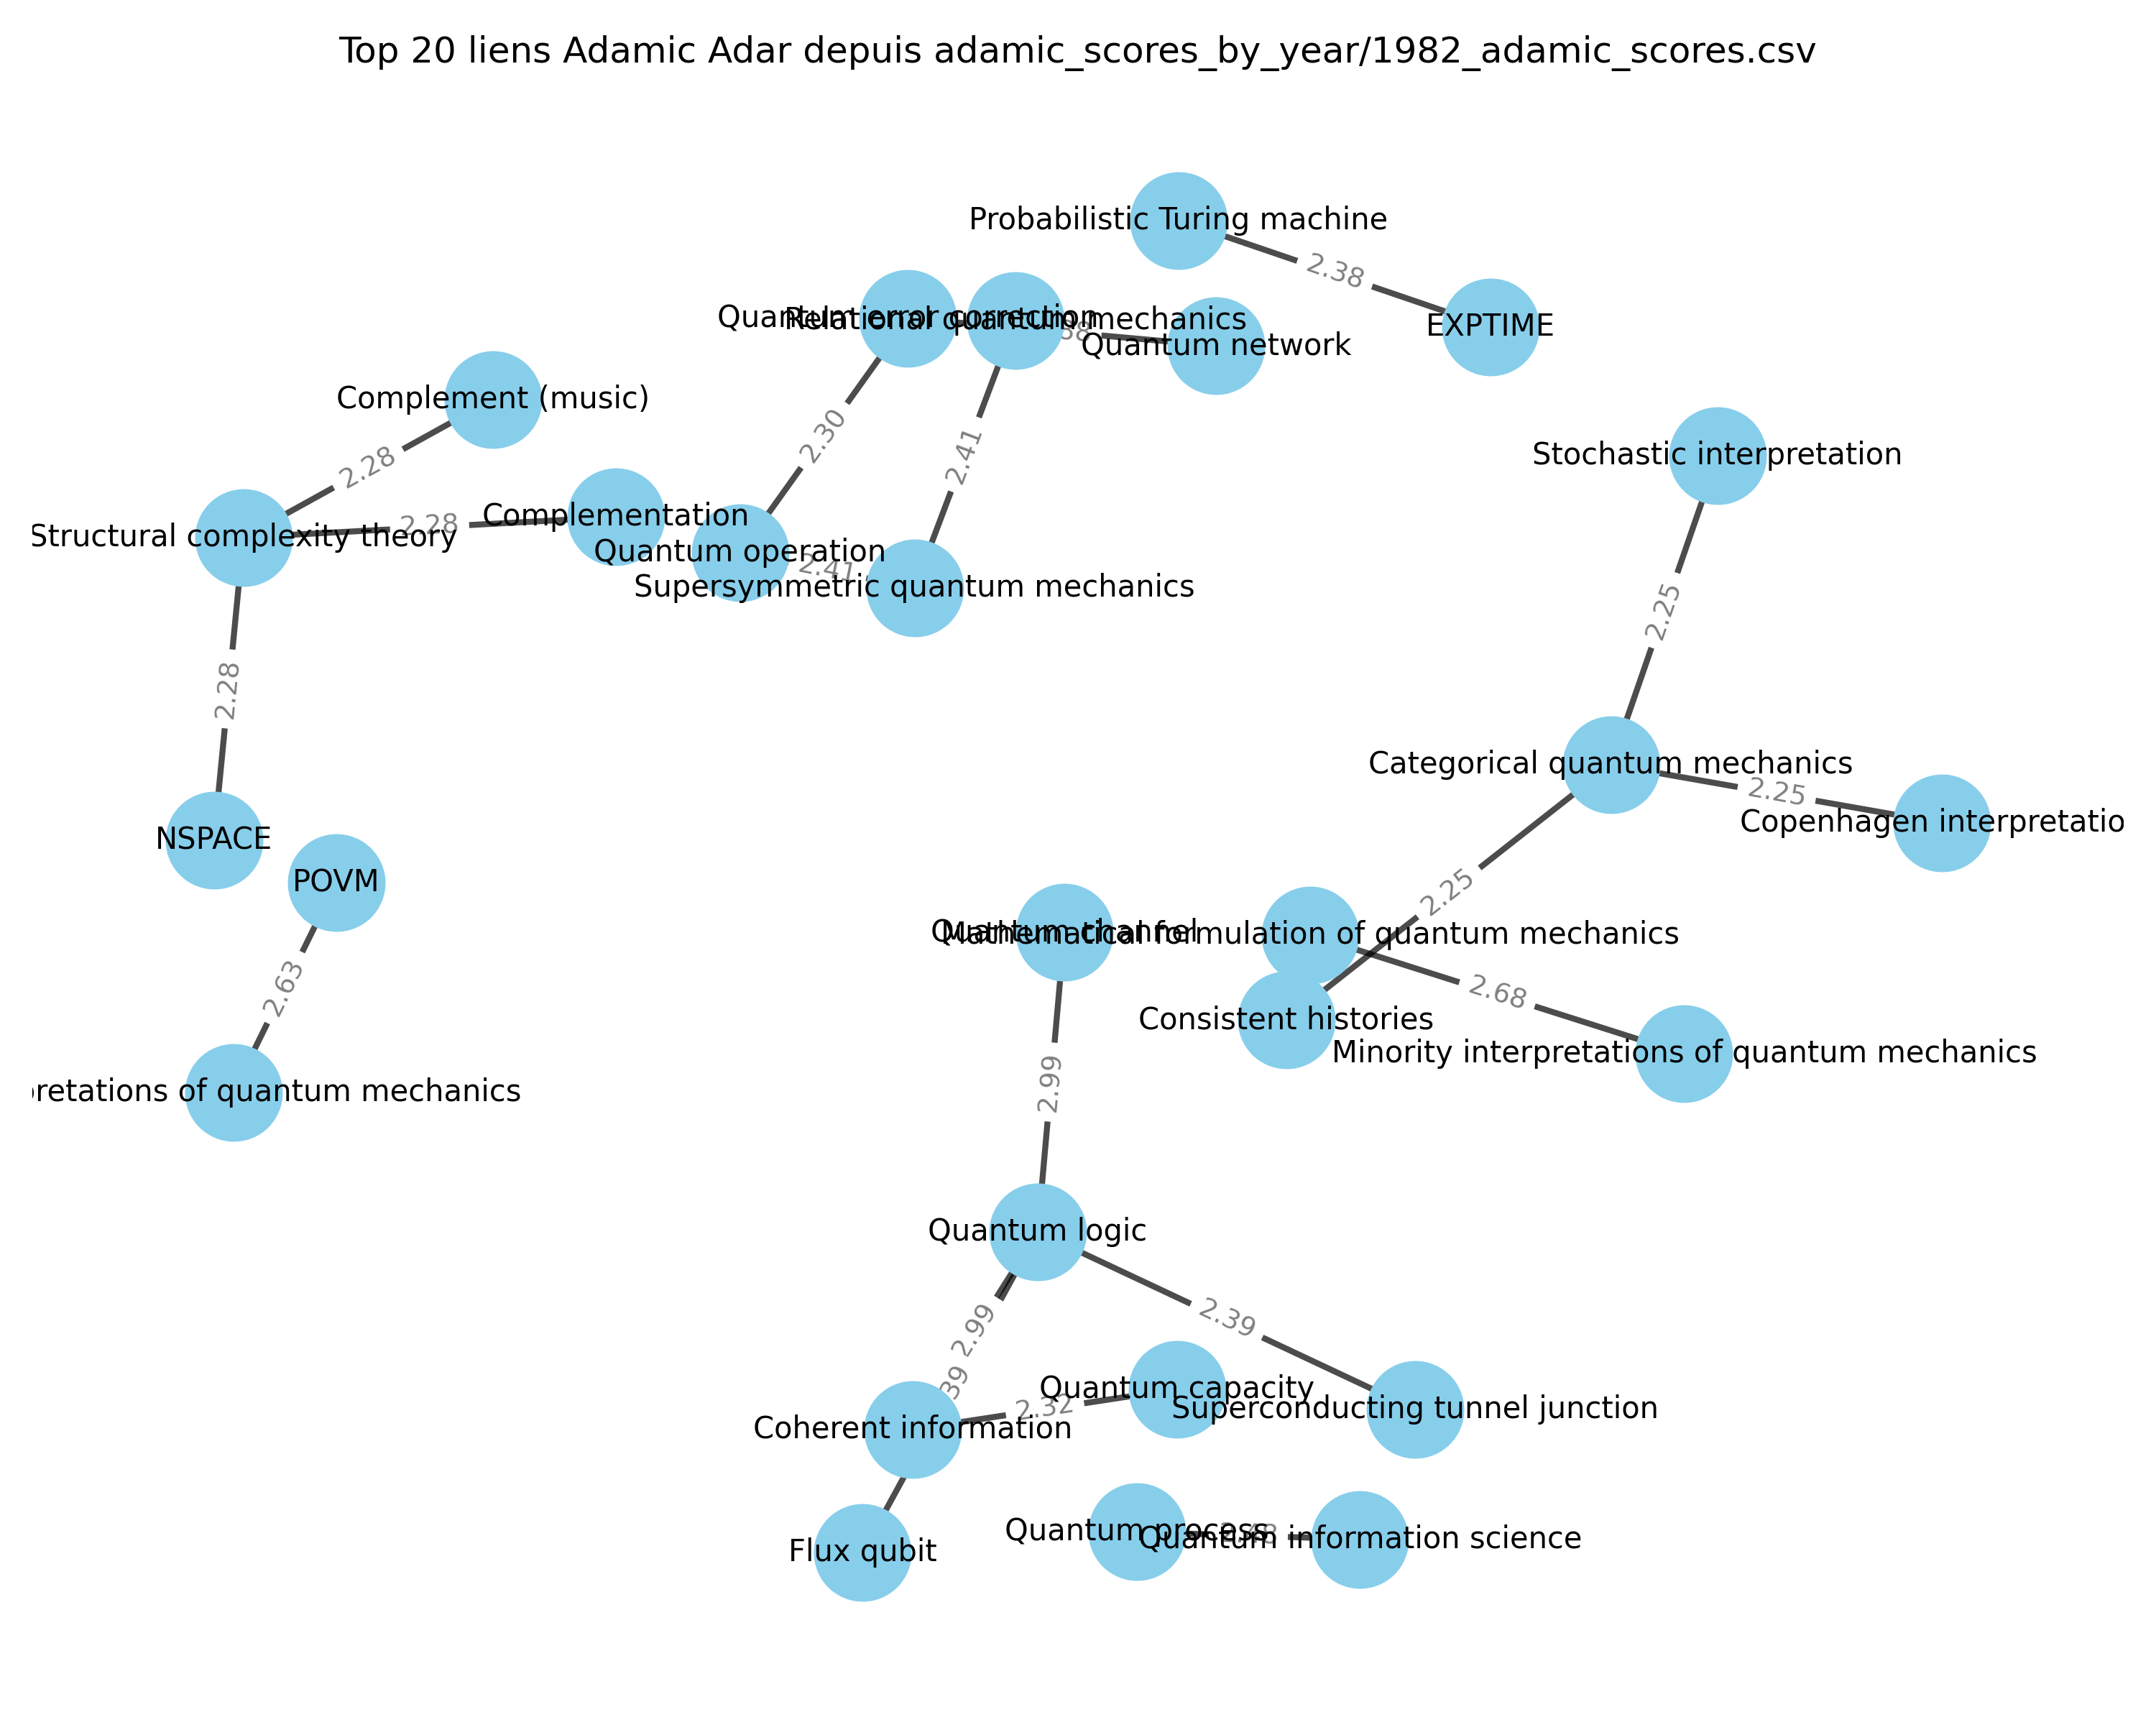 Top 20 liens Adamic Adar depuis adamic_scores_by_year/1982_adamic_scores.csv
Probabilistic Turing machine
2.38
EXPTIME
Quantum error correction
Relational quantum mechanics
Quantum network
Complement (music)
2.30
2.41
2.28
Stochastic interpretation
Structural complexity theory
2.28
Complementation
Quantum operation
2.41
Supersymmetric quantum mechanics
2.25
2.28
Categorical quantum mechanics
2.25
Copenhagen interpretatio
NSPACE
POVM
2.25
Quantum channel
Mathematical formulation of quantum mechanics
2.63
2.68
Consistent histories
Minority interpretations of quantum mechanics
2.99
pretations of quantum mechanics
Quantum logic
2.99
2.39
39
Quantum capacity
2.32
Superconducting tunnel junction
Coherent information
Quantum process
Quantum information science
Flux qubit